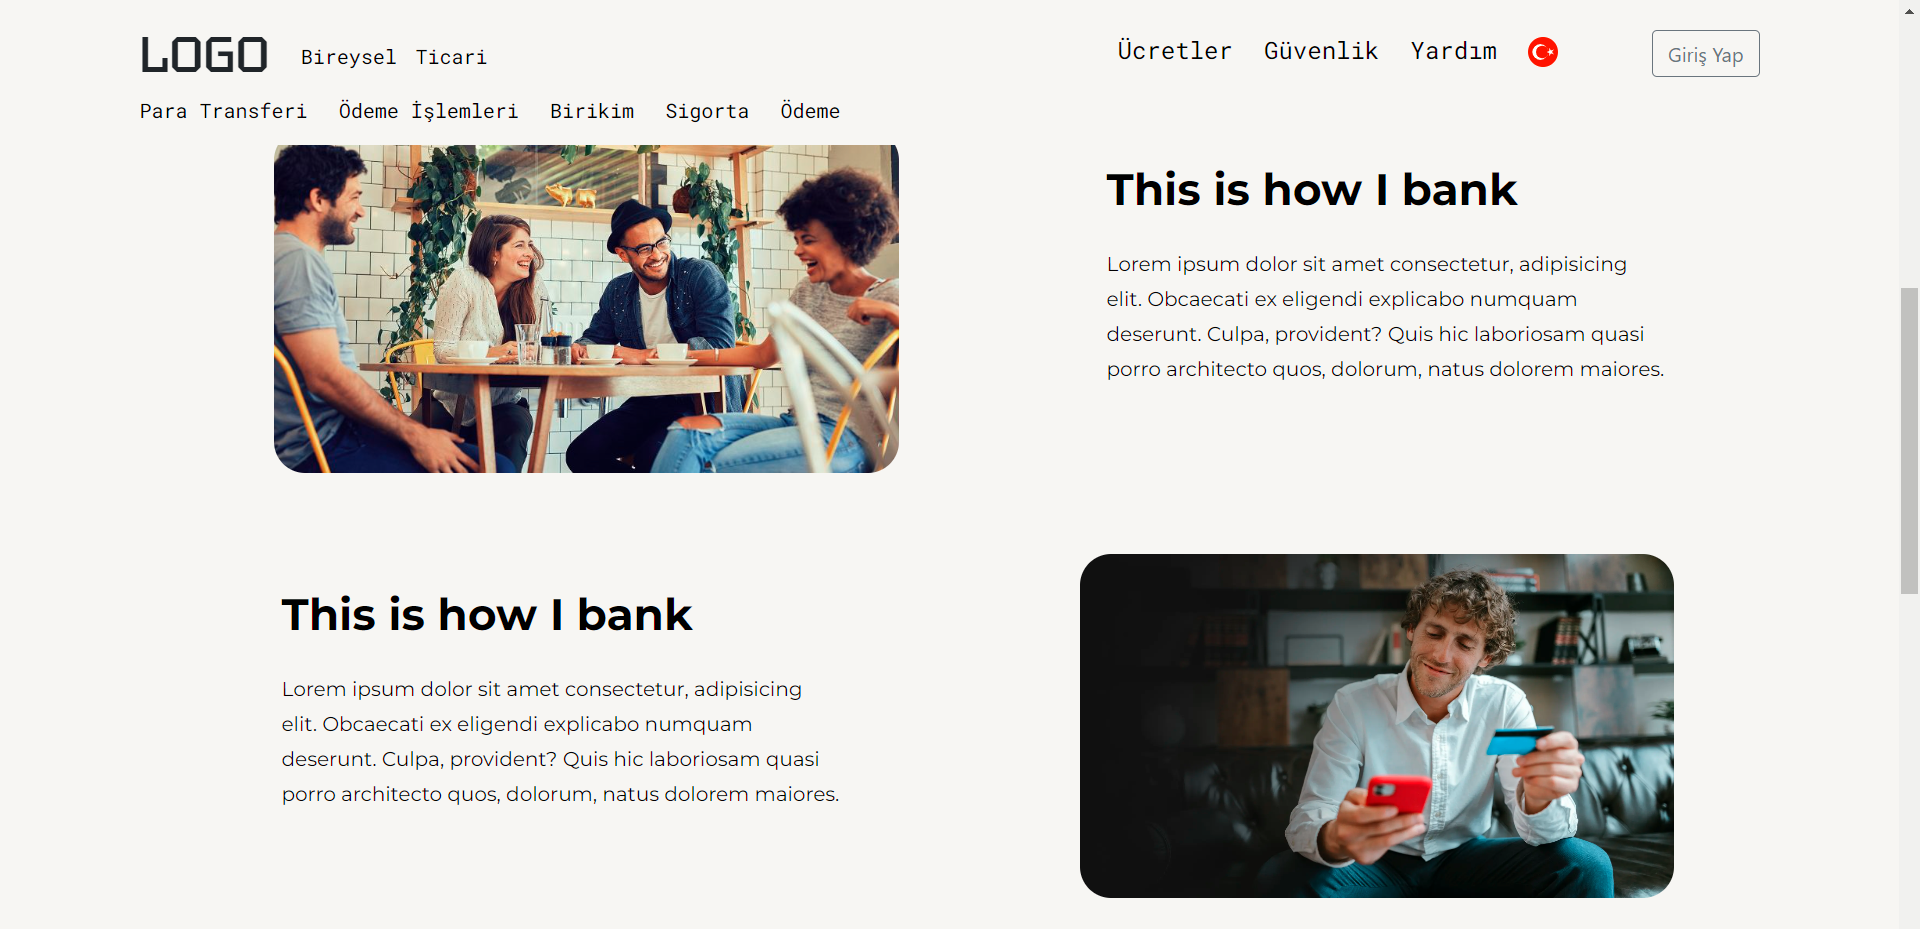 LOGO Bireysel Ticari
Ücretler Güvenlik Yardım
Giriş Yap
Para Transferi Ödeme İşlemleri Birikim Sigorta Ödeme
This is how I bank
Lorem ipsum dolor sit amet consectetur, adipisicing
elit. Obcaecati ex eligendi explicabo numquam
deserunt. Culpa, provident? Quis hic laboriosam quasi
porro architecto quos, dolorum, natus dolorem maiores.
This is how I bank
Lorem ipsum dolor sit amet consectetur, adipisicing
elit. Obcaecati ex eligendi explicabo numquam
deserunt. Culpa, provident? Quis hic laboriosam quasi
porro architecto quos, dolorum, natus dolorem maiores.